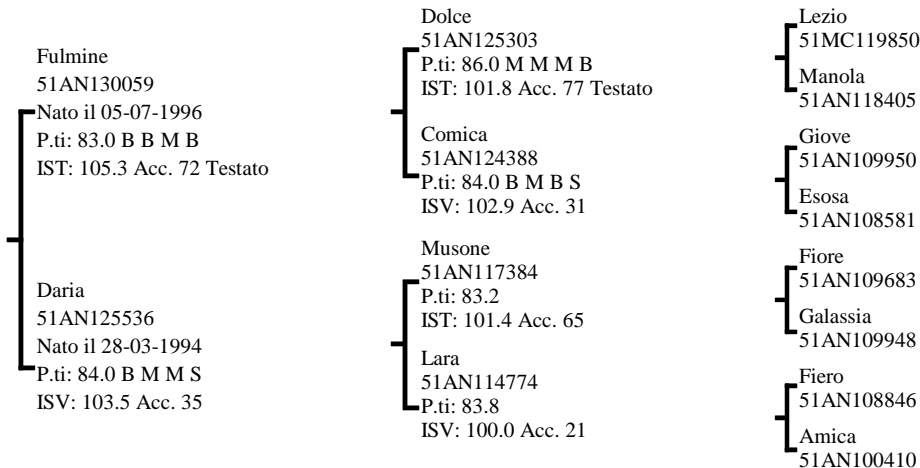 Fulmine
51AN130059
Nato il 05-07-1996
P.ti: 83.0 B B M B
IST: 105.3 Acc. 72 Testato
Daria
51AN125536
Nato il 28-03-1994
P.ti: 84.0 B M M S
ISV: 103.5 Acc. 35
Dolce
51AN125303
P.ti: 86.0 M M M B
IST: 101.8 Acc. 77 Testato
Comica
51AN124388
P.ti: 84.0 B M B S
ISV: 102.9 Acc. 31
Musone
51AN117384
P.ti: 83.2
IST: 101.4 Acc. 65
Lara
51AN114774
P.ti: 83.8
ISV: 100.0 Acc. 21
Lezio
51MC119850
Manola
51AN118405
Giove
51AN109950
Esosa
51AN108581
Fiore
51AN109683
Galassia
51AN109948
Fiero
51AN108846
Amica
51AN100410